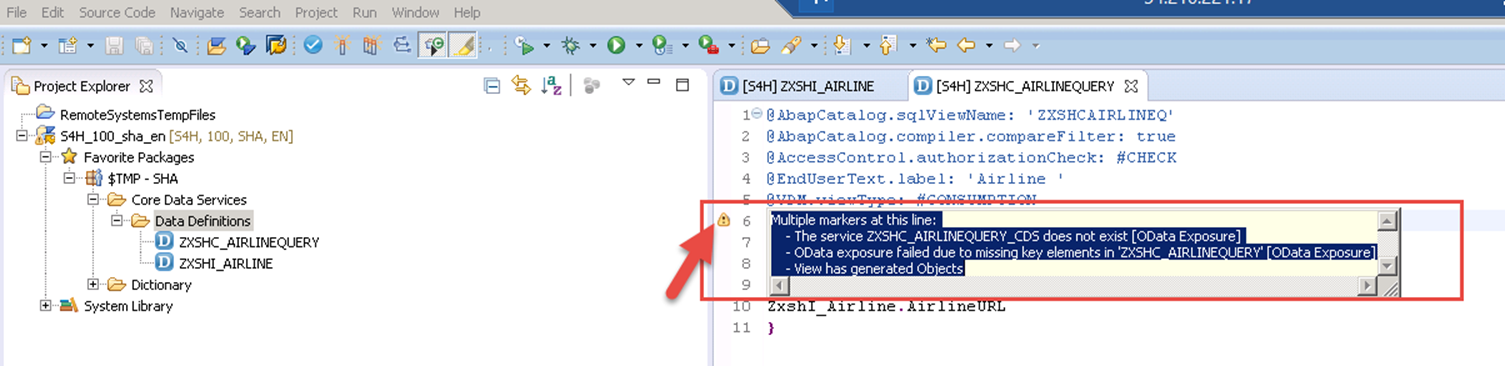 File Edit Source Code Navigate Search Project Run Window Help
Project Explorer
RemoteSystemsTempFiles
S4H_100_sha_en [S4H, 100, SHA, EN]
Favorite Packages
$TMP - SHA
Core Data Services
Data Definitions
ZXSHC_AIRLINEQUERY
ZXSHI_AIRLINE
Dictionary
System Library
[S4H] ZXSHI_AIRLINE [S4H] ZXSHC_AIRLINEQUERY
1 @AbapCatalog.sqlViewName: 'ZXSHCAIRLINEQ'
2 @AbapCatalog.compiler.compareFilter: true
3 @AccessControl.authorizationCheck: #CHECK
4 @EndUserText.label: 'Airline '
5 @VDM.viewType: #CONSUMPTION
6
7
8
9
Multiple markers at this line:
- The service ZXSHC_AIRLINEQUERY_CDS does not exist [OData Exposure]
- OData exposure failed due to missing key elements in 'ZXSHC_AIRLINEQUERY' [OData Exposure]
- View has generated Objects
10 ZxshI_Airline.AirlineURL
11 }